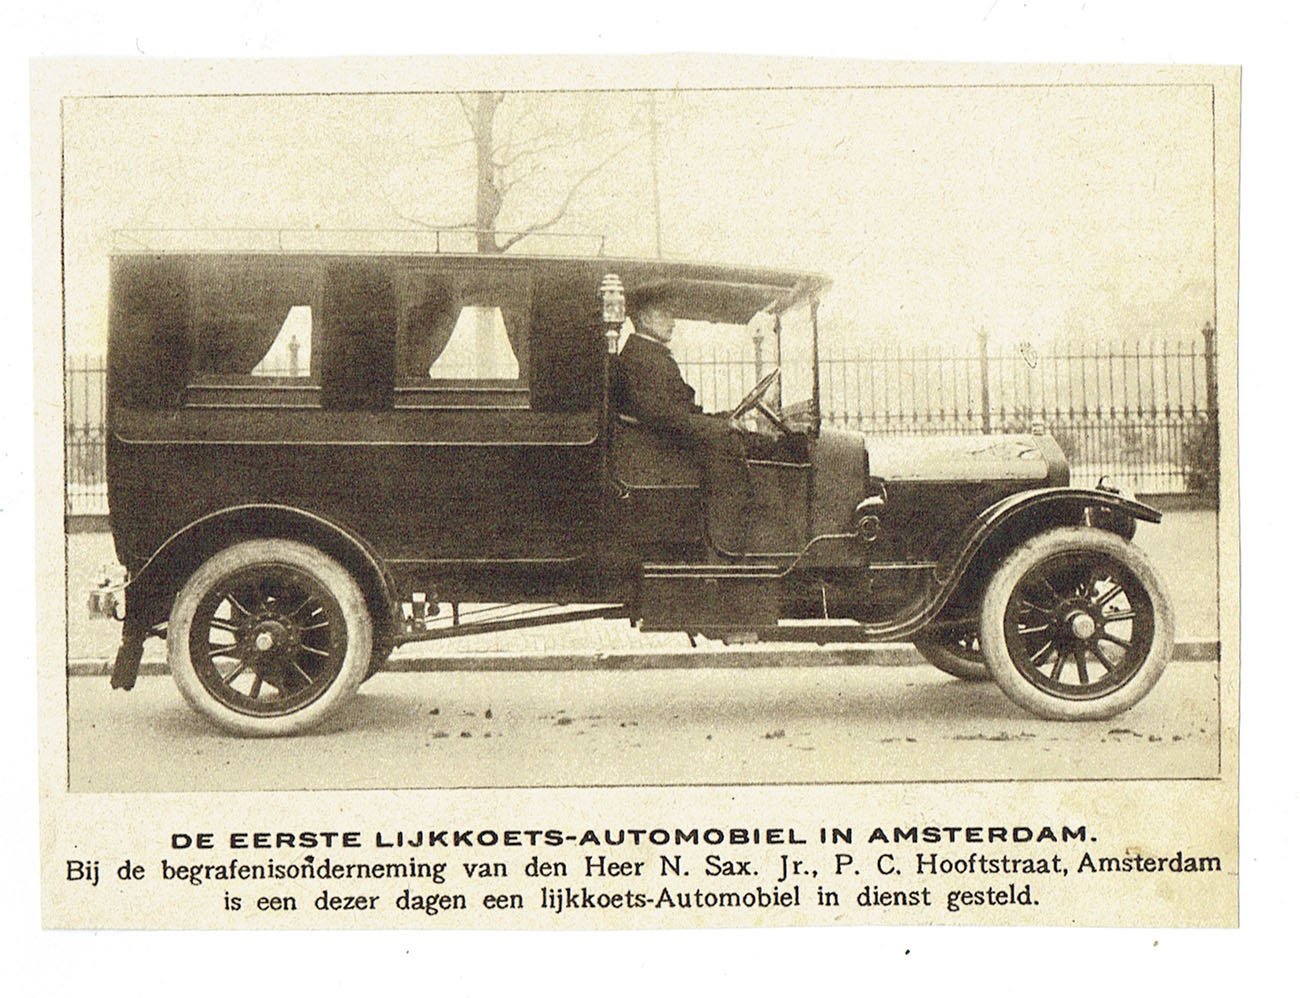 DE EERSTE LIJKKOETS-AUTOMOBIEL IN AMSTERDAM.
Bij de begrafenisonderneming van den Heer N. Sax. Jr., P. C. Hooftstraat, Amsterdam
is een dezer dagen een lijkkoets-Automobiel in dienst gesteld.